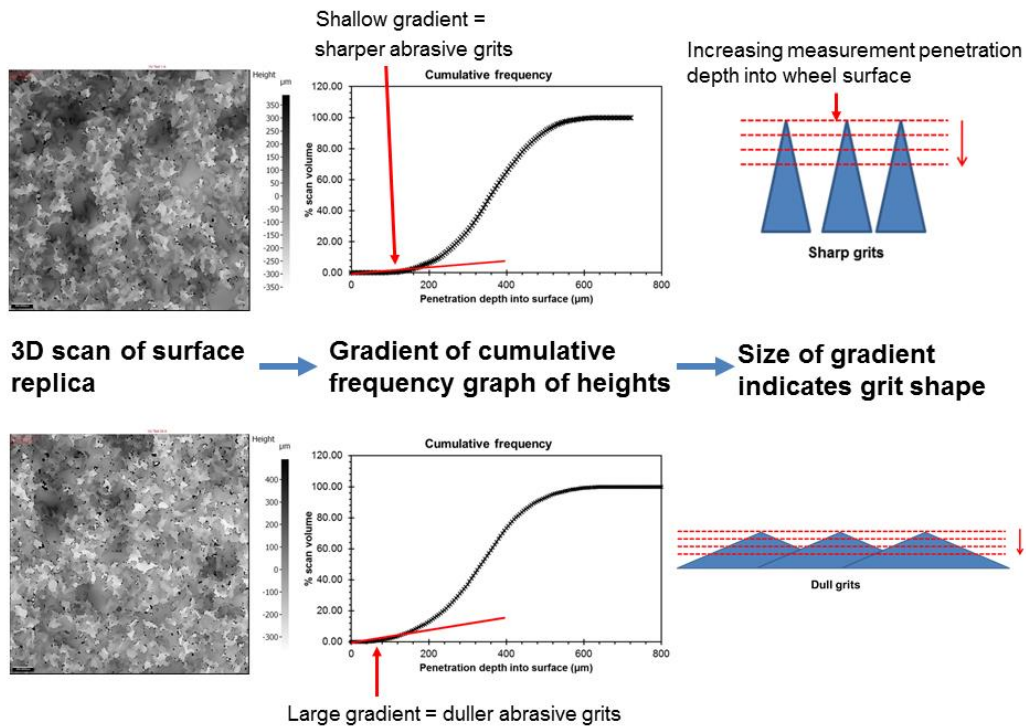 Shallow gradient =
sharper abrasive grits
Increasing measurement penetration
depth into wheel surface
Height
µm
350
300
250
200
150
100
50
0
-50
-100
-150
-200
-250
-300
-350
Cumulative frequency
120.00
100.00
80.00
60.00
40.00
20.00
0.00
% scan volume
0 200 400 600 800
Penetration depth into surface (µm)
Sharp grits
3D scan of surface
replica
Gradient of cumulative
frequency graph of heights
Size of gradient
indicates grit shape
Height
µm
400
300
200
100
0
-100
-200
-300
Cumulative frequency
120.00
100.00
80.00
60.00
40.00
20.00
0.00
% scan volume
0 200 400 600 800
Penetration depth into surface (µm)
Dull grits
Large gradient = duller abrasive grits